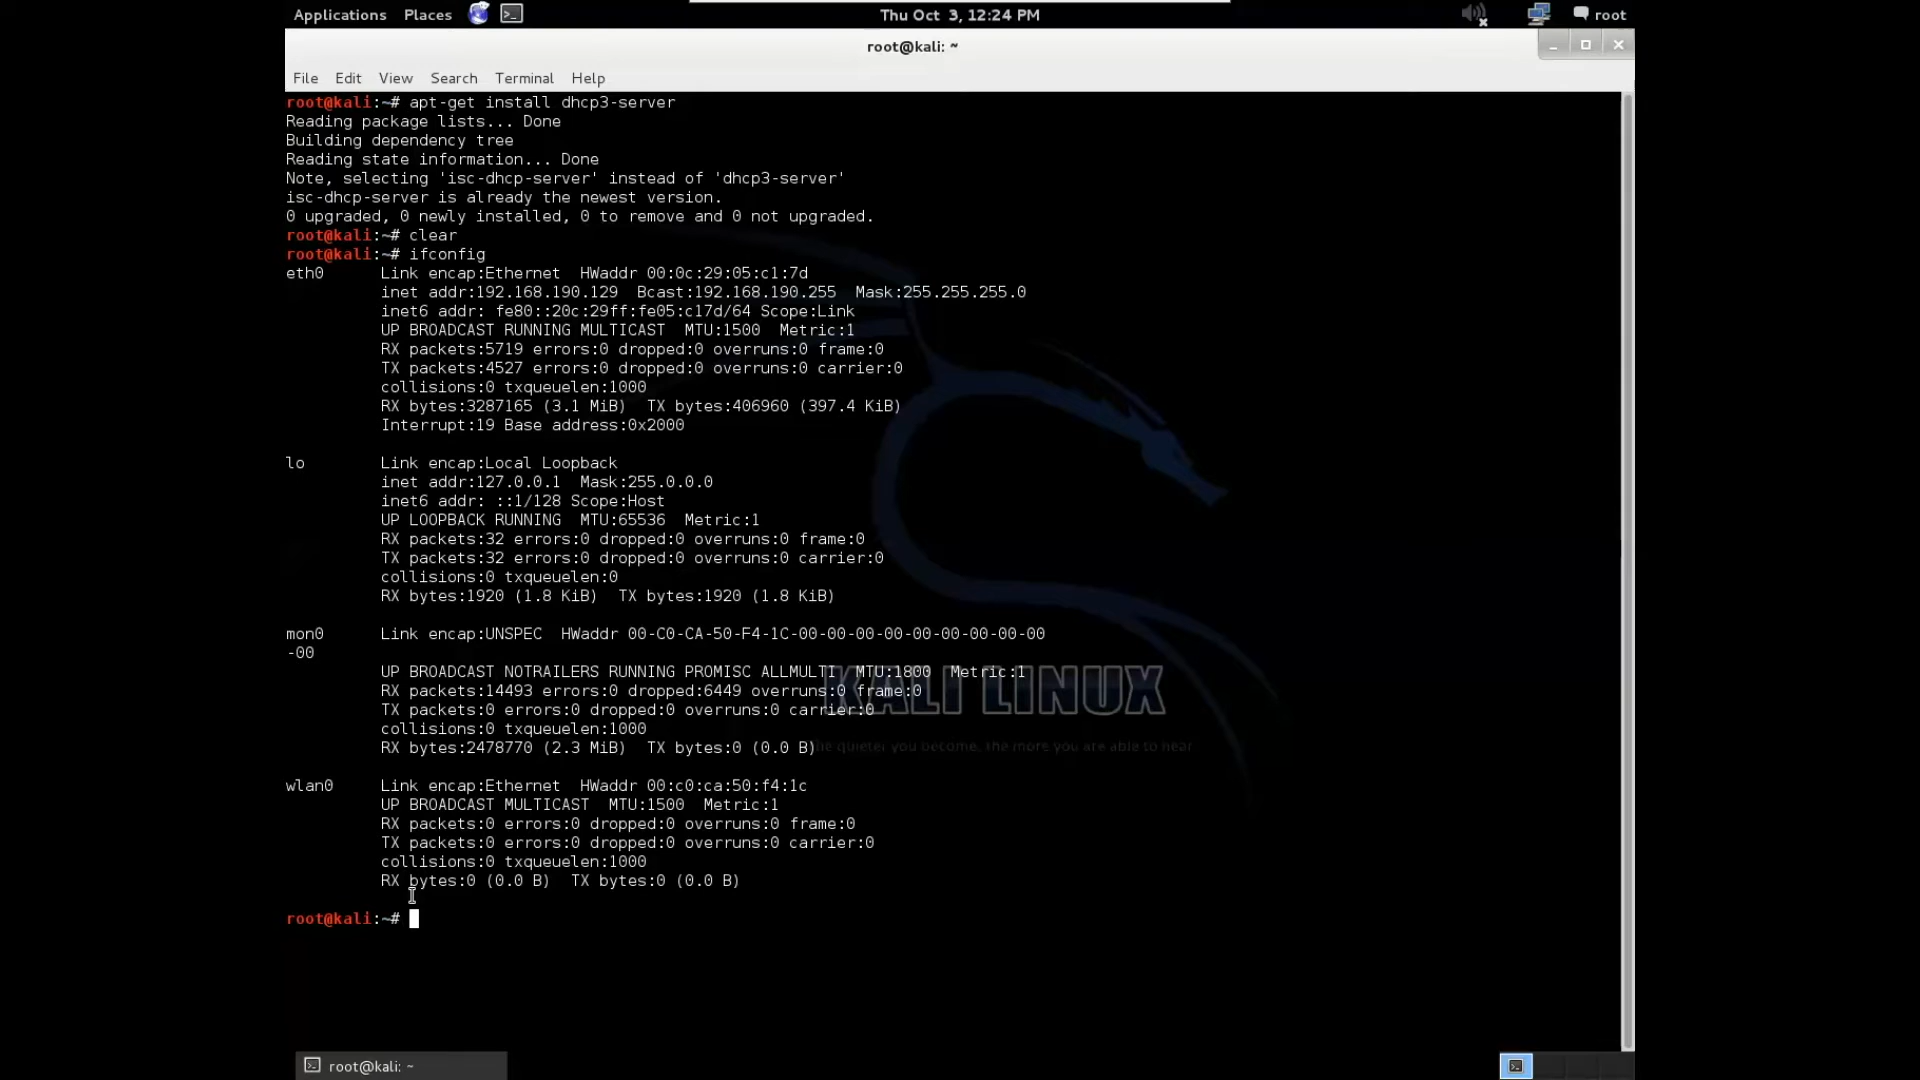 Applications Places Thu Oct 3, 12:24 PM root
root@kali: ~
File Edit View Search Terminal Help
root@kali:~# apt-get install dhcp3-server
Reading package lists... Done
Building dependency tree
Reading state information... Done
Note, selecting 'isc-dhcp-server' instead of 'dhcp3-server'
isc-dhcp-server is already the newest version.
0 upgraded, 0 newly installed, 0 to remove and 0 not upgraded.
root@kali:~# clear
root@kali:~# ifconfig
eth0 Link encap:Ethernet HWaddr 00:0c:29:05:c1:7d
inet addr:192.168.190.129 Bcast:192.168.190.255 Mask:255.255.255.0
inet6 addr: fe80::20c:29ff:fe05:c17d/64 Scope:Link
UP BROADCAST RUNNING MULTICAST MTU:1500 Metric:1
RX packets:5719 errors:0 dropped:0 overruns:0 frame:0
TX packets:4527 errors:0 dropped:0 overruns:0 carrier:0
collisions:0 txqueuelen:1000
RX bytes:3287165 (3.1 MiB) TX bytes:406960 (397.4 KiB)
Interrupt:19 Base address:0x2000
lo Link encap:Local Loopback
inet addr:127.0.0.1 Mask:255.0.0.0
inet6 addr: ::1/128 Scope:Host
UP LOOPBACK RUNNING MTU:65536 Metric:1
RX packets:32 errors:0 dropped:0 overruns:0 frame:0
TX packets:32 errors:0 dropped:0 overruns:0 carrier:0
collisions:0 txqueuelen:0
RX bytes:1920 (1.8 KiB) TX bytes:1920 (1.8 KiB)
mon0 Link encap:UNSPEC HWaddr 00-C0-CA-50-F4-1C-00-00-00-00-00-00-00-00-00
-00
UP BROADCAST NOTRAILERS RUNNING PROMISC ALLMULTI MTU:1800 Metric:1
RX packets:14493 errors:0 dropped:6449 overruns:0 frame:0
TX packets:0 errors:0 dropped:0 overruns:0 carrier:0
KALI LINUX
collisions:0 txqueuelen:1000
RX bytes:2478770 (2.3 MiB) TX bytes:0 (0.0 B)
the quieter you become, the more you are able to hear
wlan0 Link encap:Ethernet HWaddr 00:c0:ca:50:f4:1c
UP BROADCAST MULTICAST MTU:1500 Metric:1
RX packets:0 errors:0 dropped:0 overruns:0 frame:0
TX packets:0 errors:0 dropped:0 overruns:0 carrier:0
collisions:0 txqueuelen:1000
RX bytes:0 (0.0 B) TX bytes:0 (0.0 B)
root@kali:~#
root@kali: ~